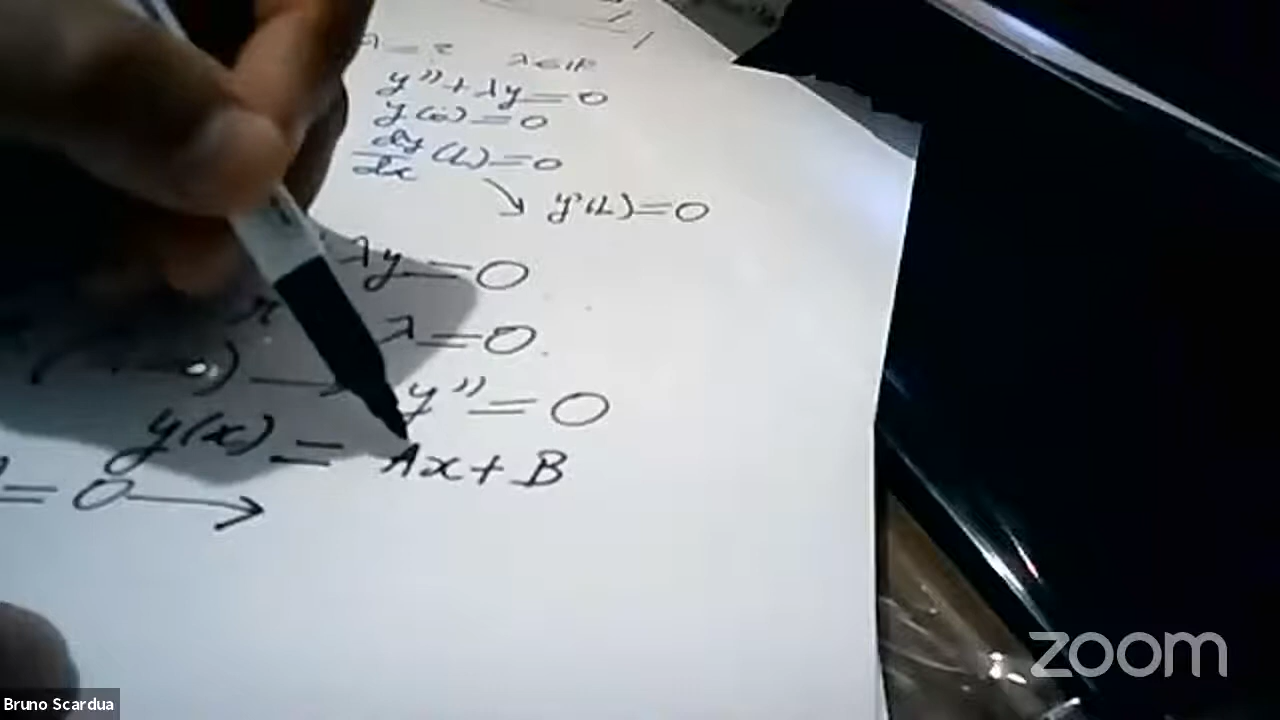 λ = ? λ ∈ ℝ
y'' + λy = 0
y(0) = 0
dy/dx (L) = 0
↘ y'(L) = 0
λy = 0
λ = 0
y'' = 0
y(x) = Ax + B
= 0 →
zoom
Bruno Scardua